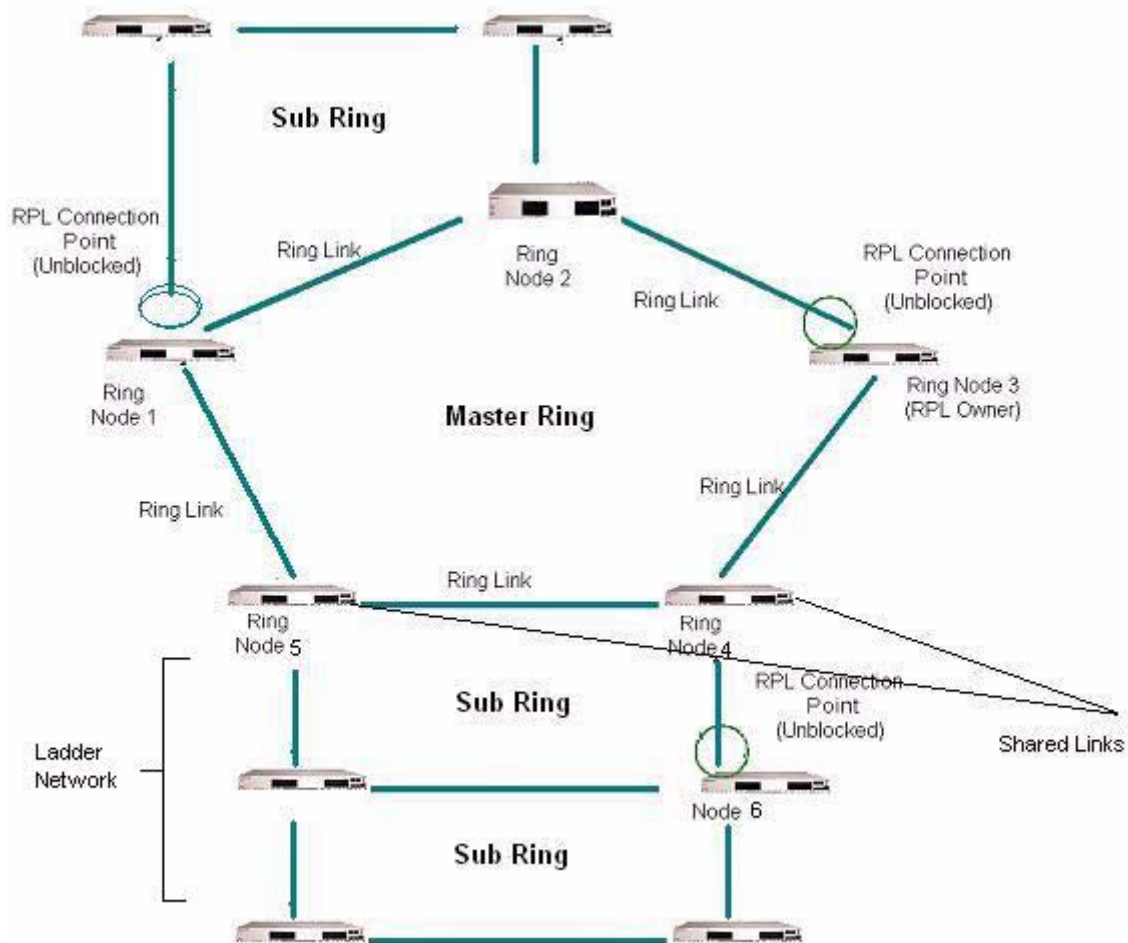 Sub Ring
RPL Connection
Point
(Unblocked)
Ring Link
Ring
Node 2
Ring Link
RPL Connection
Point
(Unblocked)
Ring
Node 1
Master Ring
Ring Node 3
(RPL Owner)
Ring Link
Ring Link
Ring Link
Ring
Node 5
Ring
Node 4
Sub Ring
RPL Connection
Point
(Unblocked)
Shared Links
Ladder
Network
Node 6
Sub Ring